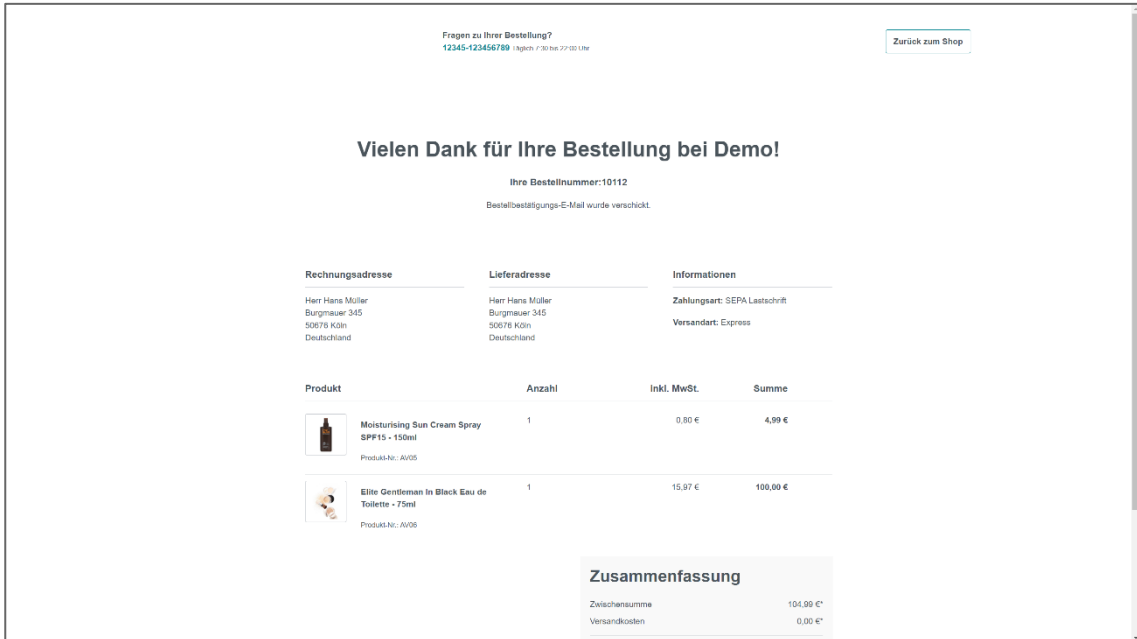 Fragen zu Ihrer Bestellung?
12345-123456789 Täglich 7:30 bis 22:00 Uhr
Zurück zum Shop
Vielen Dank für Ihre Bestellung bei Demo!
Ihre Bestellnummer:10112
Bestellbestätigungs-E-Mail wurde verschickt.
Rechnungsadresse
Herr Hans Müller
Burgmauer 345
50676 Köln
Deutschland
Lieferadresse
Herr Hans Müller
Burgmauer 345
50676 Köln
Deutschland
Informationen
Zahlungsart: SEPA Lastschrift
Versandart: Express
Produkt Anzahl Inkl. MwSt. Summe
Moisturising Sun Cream Spray 1 0,80 € 4,99 €
SPF15 - 150ml
Produkt-Nr.: AV05
Elite Gentleman In Black Eau de 1 15,97 € 100,00 €
Toilette - 75ml
Produkt-Nr.: AV06
Zusammenfassung
Zwischensumme 104,99 €*
Versandkosten 0,00 €*